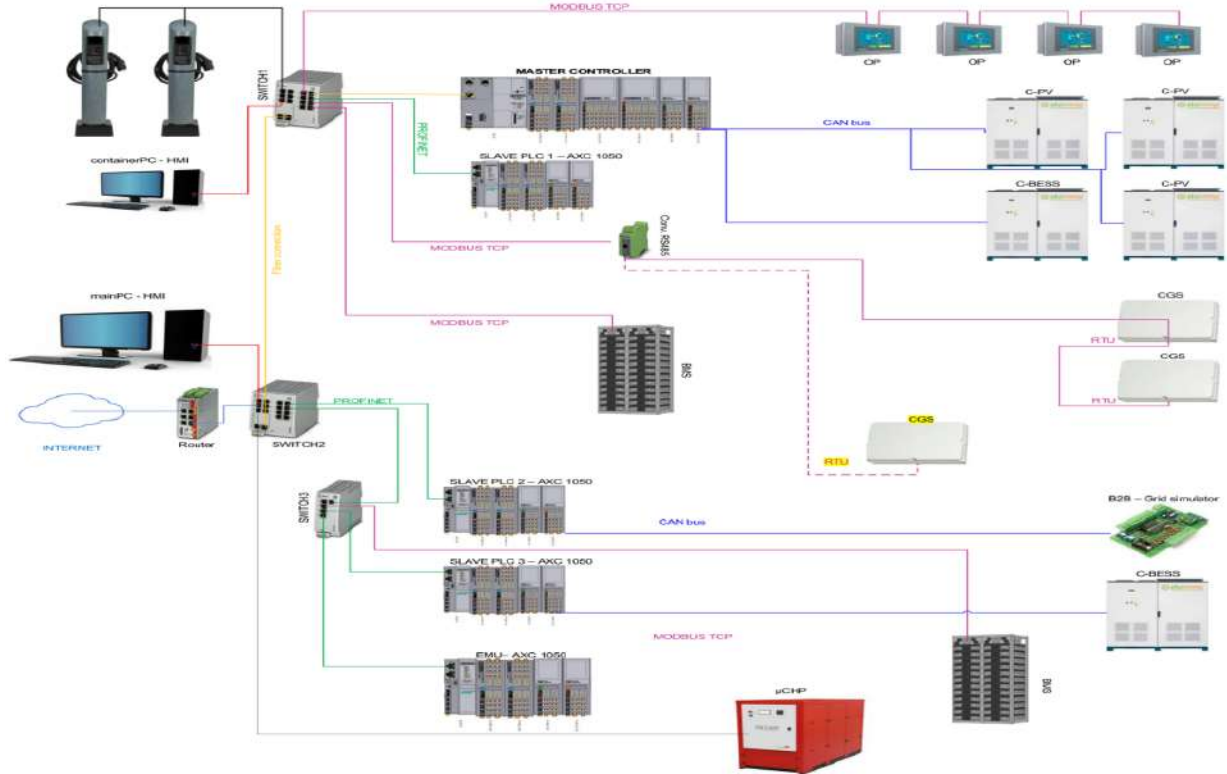 MODBUS TCP
OP
OP
OP
OP
SWITCH1
MASTER CONTROLLER
C-PV
C-PV
CAN bus
PROFINET
containerPC - HMI
SLAVE PLC 1 – AXC 1050
C-BESS
C-PV
Conv. RS485
MODBUS TCP
Fiber connection
mainPC - HMI
MODBUS TCP
CGS
RTU
CGS
RTU
BMS
PROFINET
INTERNET
Router
SWITCH2
CGS
RTU
SWITCH3
SLAVE PLC 2 – AXC 1050
CAN bus
B2B – Grid simulator
SLAVE PLC 3 – AXC 1050
C-BESS
MODBUS TCP
EMU– AXC 1050
BMS
µCHP